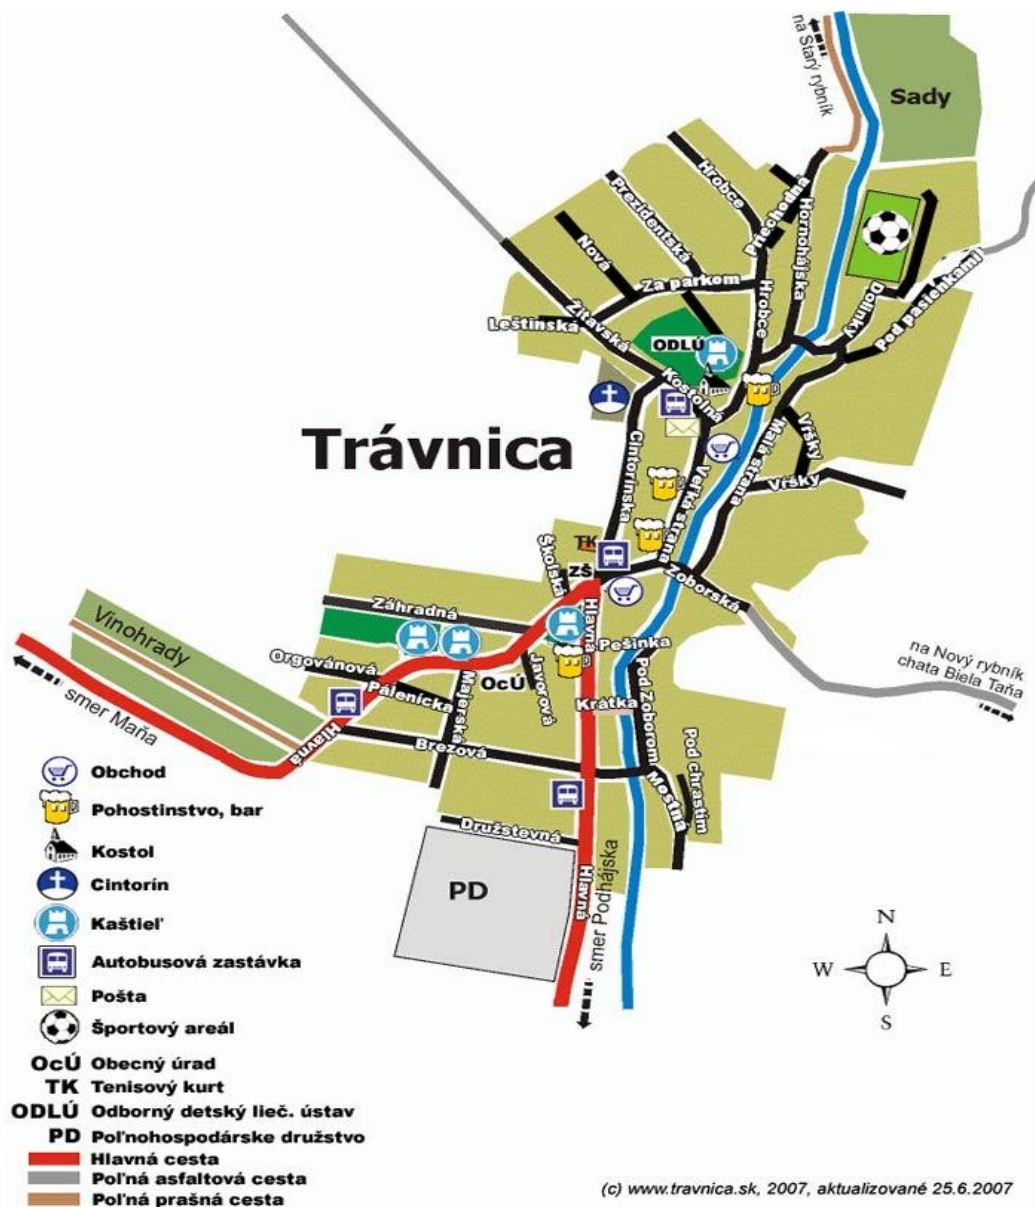 na Starý rybník
Sady
Hrobce
Priechodná
Prezidentská
Hornohájska
Nová
Za parkom
Hrobce
Dolinky
Pod pasienkami
Leštinská
Žitavská
ODLÚ
Kostolná
Trávnica
Cintorínska
Veľká strana
Malá strana
Vŕšky
Vŕšky
TK
Školská
ZŠ
Zoborská
Záhradná
Hlavná
Pešinka
Vinohrady
Orgovánová
Pálenícka
Majerská
OcÚ
Javorová
Krátka
Pod Zoborom
na Nový rybník
chata Biela Taňa
smer Maňa
Hlavná
Brezová
Mostná
Pod chrastim
Družstevná
PD
Hlavná
smer Podhájska
N
W
E
S
Obchod
Pohostinstvo, bar
Kostol
Cintorín
Kaštieľ
Autobusová zastávka
Pošta
Športový areál
OcÚ Obecný úrad
TK Tenisový kurt
ODLÚ Odborný detský lieč. ústav
PD Poľnohospodárske družstvo
Hlavná cesta
Poľná asfaltová cesta
Poľná prašná cesta
(c) www.travnica.sk, 2007, aktualizované 25.6.2007